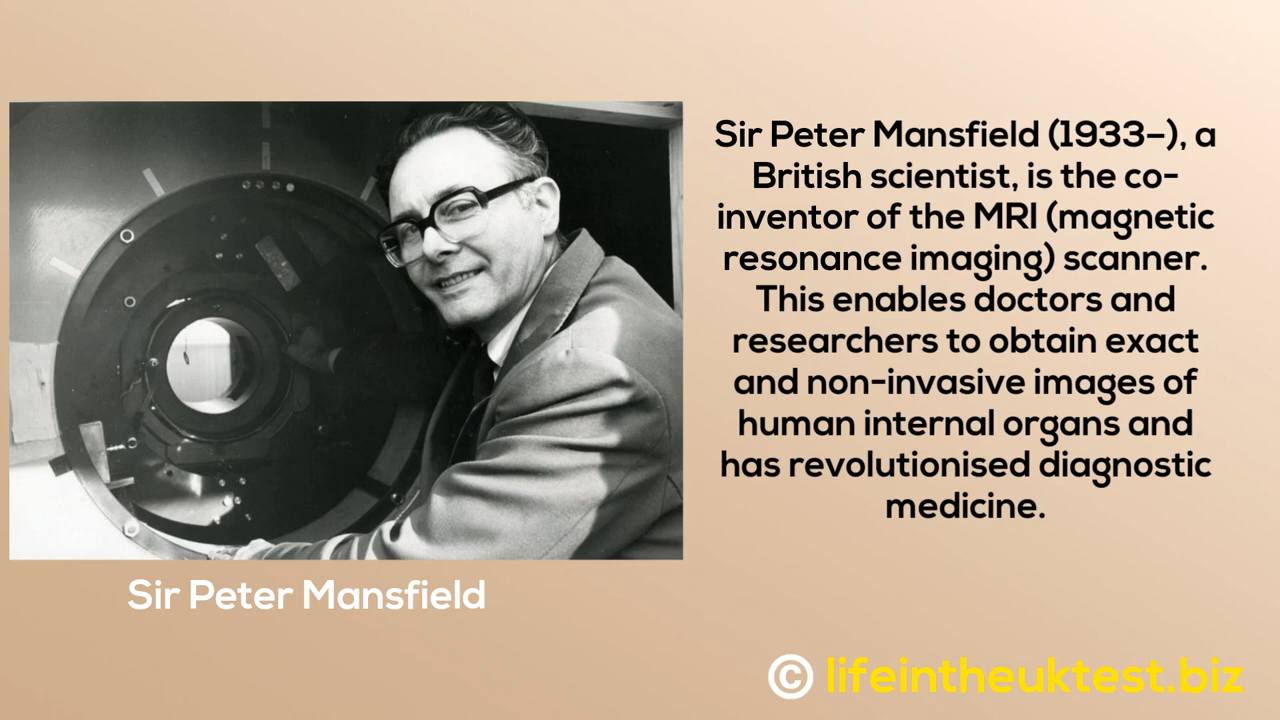 Sir Peter Mansfield (1933–), a
British scientist, is the co-
inventor of the MRI (magnetic
resonance imaging) scanner.
This enables doctors and
researchers to obtain exact
and non-invasive images of
human internal organs and
has revolutionised diagnostic
medicine.
Sir Peter Mansfield
© lifeintheuktest.biz